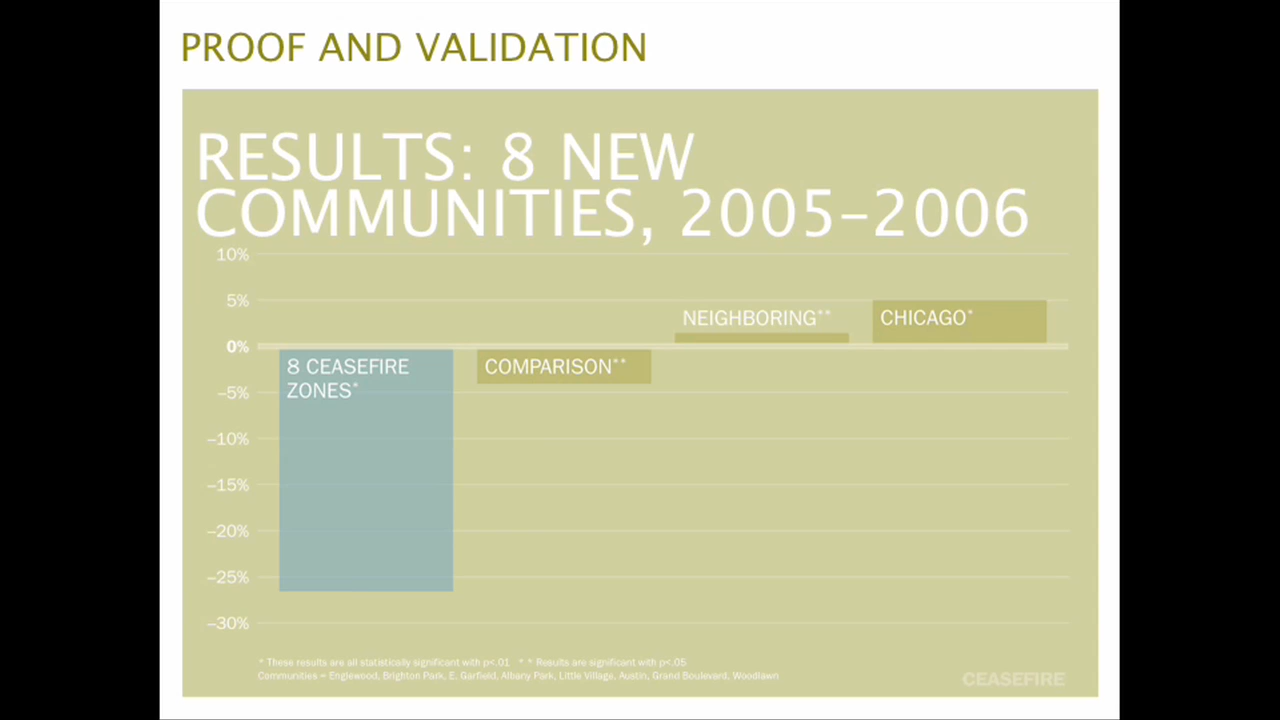 PROOF AND VALIDATION
RESULTS: 8 NEW
COMMUNITIES, 2005–2006
10%
5%
0%
–5%
–10%
–15%
–20%
–25%
–30%
8 CEASEFIRE
ZONES*
COMPARISON**
NEIGHBORING**
CHICAGO*
* These results are all statistically significant with p<.01 * * Results are significant with p<.05
Communities = Englewood, Brighton Park, E. Garfield, Albany Park, Little Village, Austin, Grand Boulevard, Woodlawn
CEASEFIRE